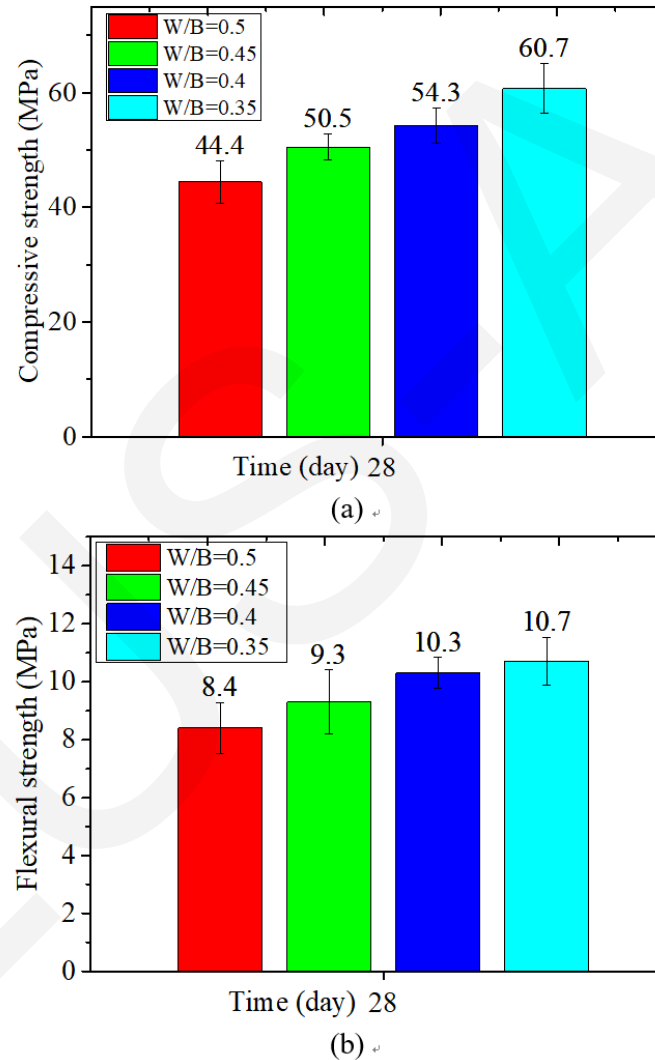 W/B=0.5
W/B=0.45
W/B=0.4
W/B=0.35
44.4
50.5
54.3
60.7
60
40
20
0
Compressive strength (MPa)
Time (day) 28
(a)
W/B=0.5
W/B=0.45
W/B=0.4
W/B=0.35
8.4
9.3
10.3
10.7
14
12
10
8
6
4
2
0
Flexural strength (MPa)
Time (day) 28
(b)